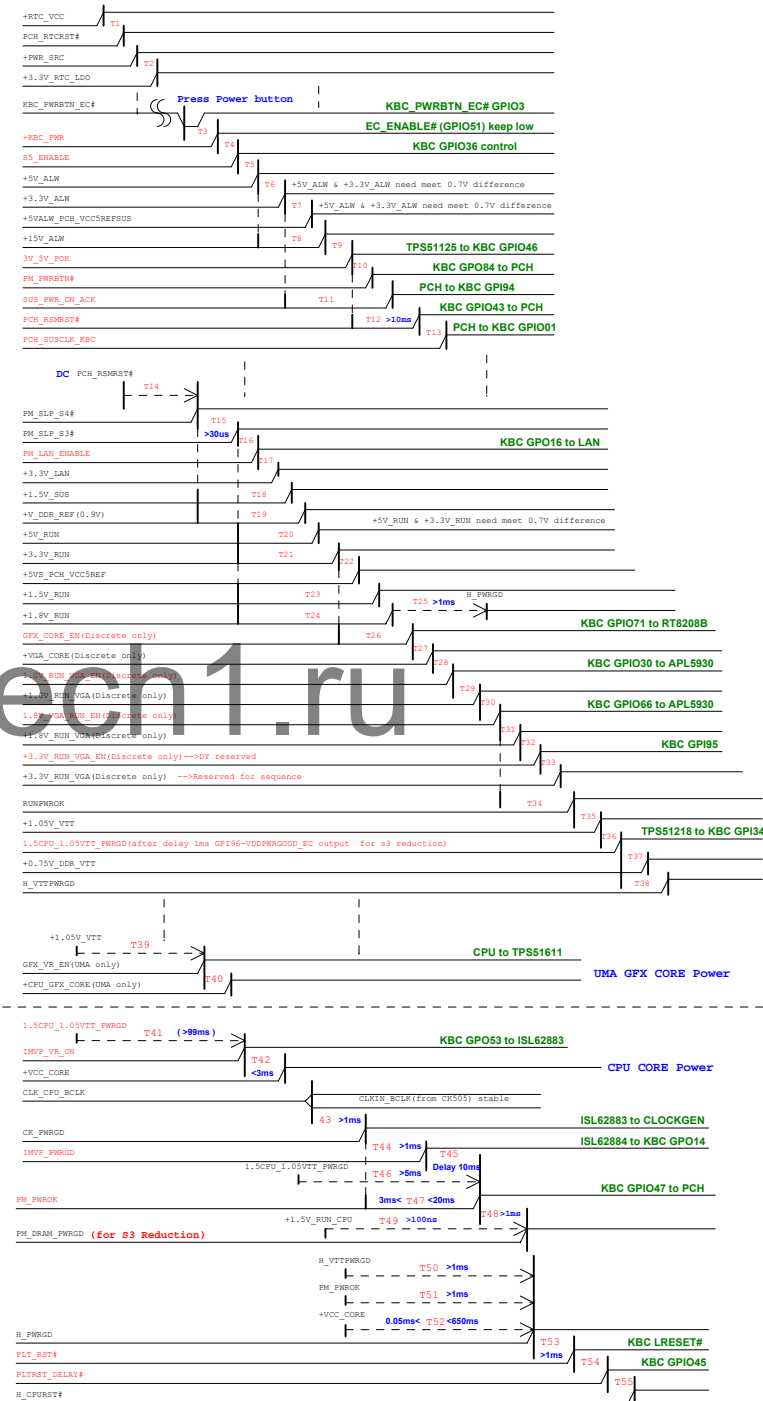 +RTC_VCC
T1
PCH_RTCRST#
+PWR_SRC
T2
+3.3V_RTC_LDO
KBC_PWRBTN_EC#
Press Power button
KBC_PWRBTN_EC# GPIO3
T3
EC_ENABLE# (GPIO51) keep low
+KBC_PWR
T4
KBC GPIO36 control
S5_ENABLE
T5
+5V_ALW
T6
+5V_ALW & +3.3V_ALW need meet 0.7V difference
+3.3V_ALW
T7
+5V_ALW & +3.3V_ALW need meet 0.7V difference
+5VALW_PCH_VCC5REFSUS
T8
+15V_ALW
T9
TPS51125 to KBC GPIO46
3V_5V_POK
T10
KBC GPO84 to PCH
PM_PWRBTN#
PCH to KBC GPI94
SUS_PWR_DN_ACK
T11
KBC GPIO43 to PCH
PCH_RSMRST#
T12 >10ms
T13
PCH to KBC GPIO01
PCH_SUSCLK_KBC
DC PCH_RSMRST#
T14
PM_SLP_S4#
T15
PM_SLP_S3#
>30us
T16
KBC GPO16 to LAN
PM_LAN_ENABLE
T17
+3.3V_LAN
+1.5V_SUS
T18
+V_DDR_REF(0.9V)
T19
+5V_RUN & +3.3V_RUN need meet 0.7V difference
+5V_RUN
T20
+3.3V_RUN
T21
T22
+5VS_PCH_VCC5REF
+1.5V_RUN
T23
T25 >1ms
H_PWRGD
+1.8V_RUN
T24
KBC GPIO71 to RT8208B
GFX_CORE_EN(Discrete only)
T26
T27
+VGA_CORE(Discrete only)
T28
KBC GPIO30 to APL5930
1.0V_RUN_VGA_EN(Discrete only)
T29
+1.0V_RUN_VGA(Discrete only)
T30
KBC GPIO66 to APL5930
1.8V_VGA_RUN_EN(Discrete only)
T31
+1.8V_RUN_VGA(Discrete only)
T32
KBC GPI95
+3.3V_RUN_VGA_EN(Discrete only)-->DY reserved
T33
+3.3V_RUN_VGA(Discrete only) -->Reserved for sequence
ech1.ru
RUNPWROK
T34
T35
+1.05V_VTT
T36
TPS51218 to KBC GPI34
1.5CPU_1.05VTT_PWRGD(after delay 1ms GPI96-VDDPWRGOOD_EC output for s3 reduction)
T37
+0.75V_DDR_VTT
H_VTTPWRGD
T38
+1.05V_VTT
T39
CPU to TPS51611
GFX_VR_EN(UMA only)
T40
UMA GFX CORE Power
+CPU_GFX_CORE(UMA only)
1.5CPU_1.05VTT_PWRGD
T41 (>99ms)
KBC GPO53 to ISL62883
IMVP_VR_ON
T42
<3ms
CPU CORE Power
+VCC_CORE
CLK_CPU_BCLK
CLKIN_BCLK(from CK505) stable
43 >1ms
ISL62883 to CLOCKGEN
CK_PWRGD
T44 >1ms
ISL62884 to KBC GPO14
IMVP_PWRGD
T45
Delay 10ms
1.5CPU_1.05VTT_PWRGD
T46 >5ms
KBC GPIO47 to PCH
PM_PWROK
3ms< T47 <20ms
T48 >1ms
+1.5V_RUN_CPU
T49 >100ns
PM_DRAM_PWRGD (for S3 Reduction)
H_VTTPWRGD
T50 >1ms
PM_PWROK
T51 >1ms
+VCC_CORE
0.05ms< T52 <650ms
H_PWRGD
T53
>1ms
KBC LRESET#
PLT_RST#
T54
KBC GPIO45
PLTRST_DELAY#
T55
H_CPURST#